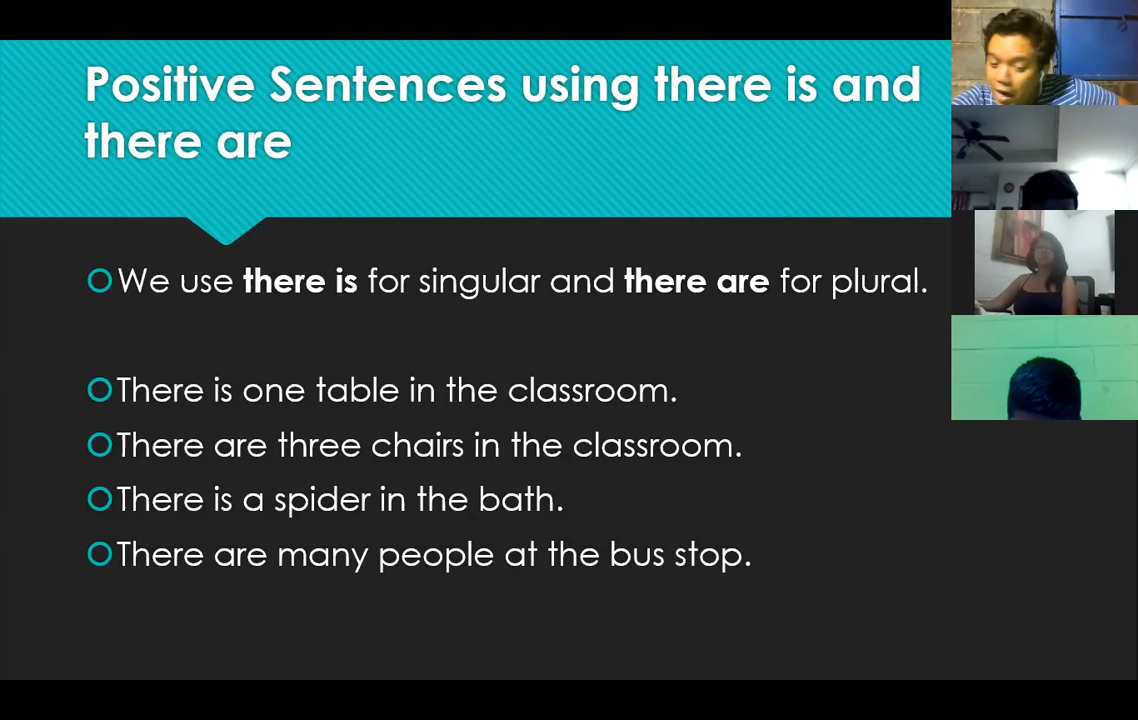 Positive Sentences using there is and
there are
We use there is for singular and there are for plural.
There is one table in the classroom.
There are three chairs in the classroom.
There is a spider in the bath.
There are many people at the bus stop.